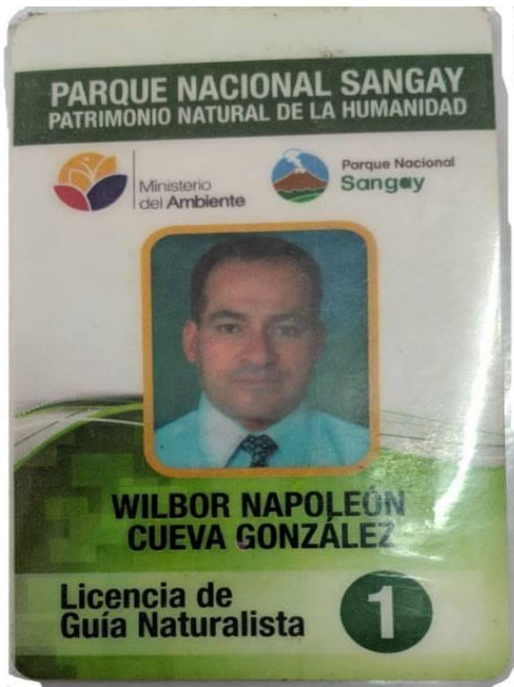 PARQUE NACIONAL SANGAY
PATRIMONIO NATURAL DE LA HUMANIDAD
Ministerio
del Ambiente
Parque Nacional
Sangay
WILBOR NAPOLEÓN
CUEVA GONZÁLEZ
Licencia de
Guía Naturalista
1